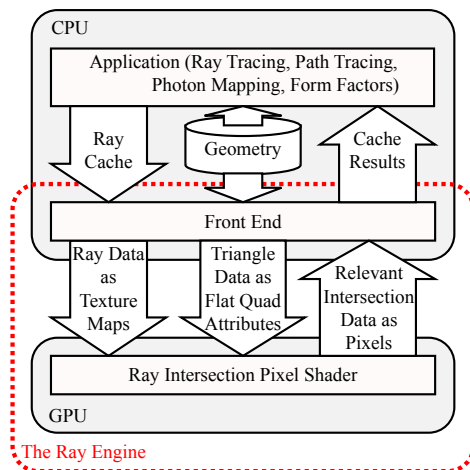 CPU
Application (Ray Tracing, Path Tracing,
Photon Mapping, Form Factors)
Ray
Cache
Geometry
Cache
Results
Front End
Ray Data
as
Texture
Maps
Triangle
Data as
Flat Quad
Attributes
Relevant
Intersection
Data as
Pixels
Ray Intersection Pixel Shader
GPU
The Ray Engine